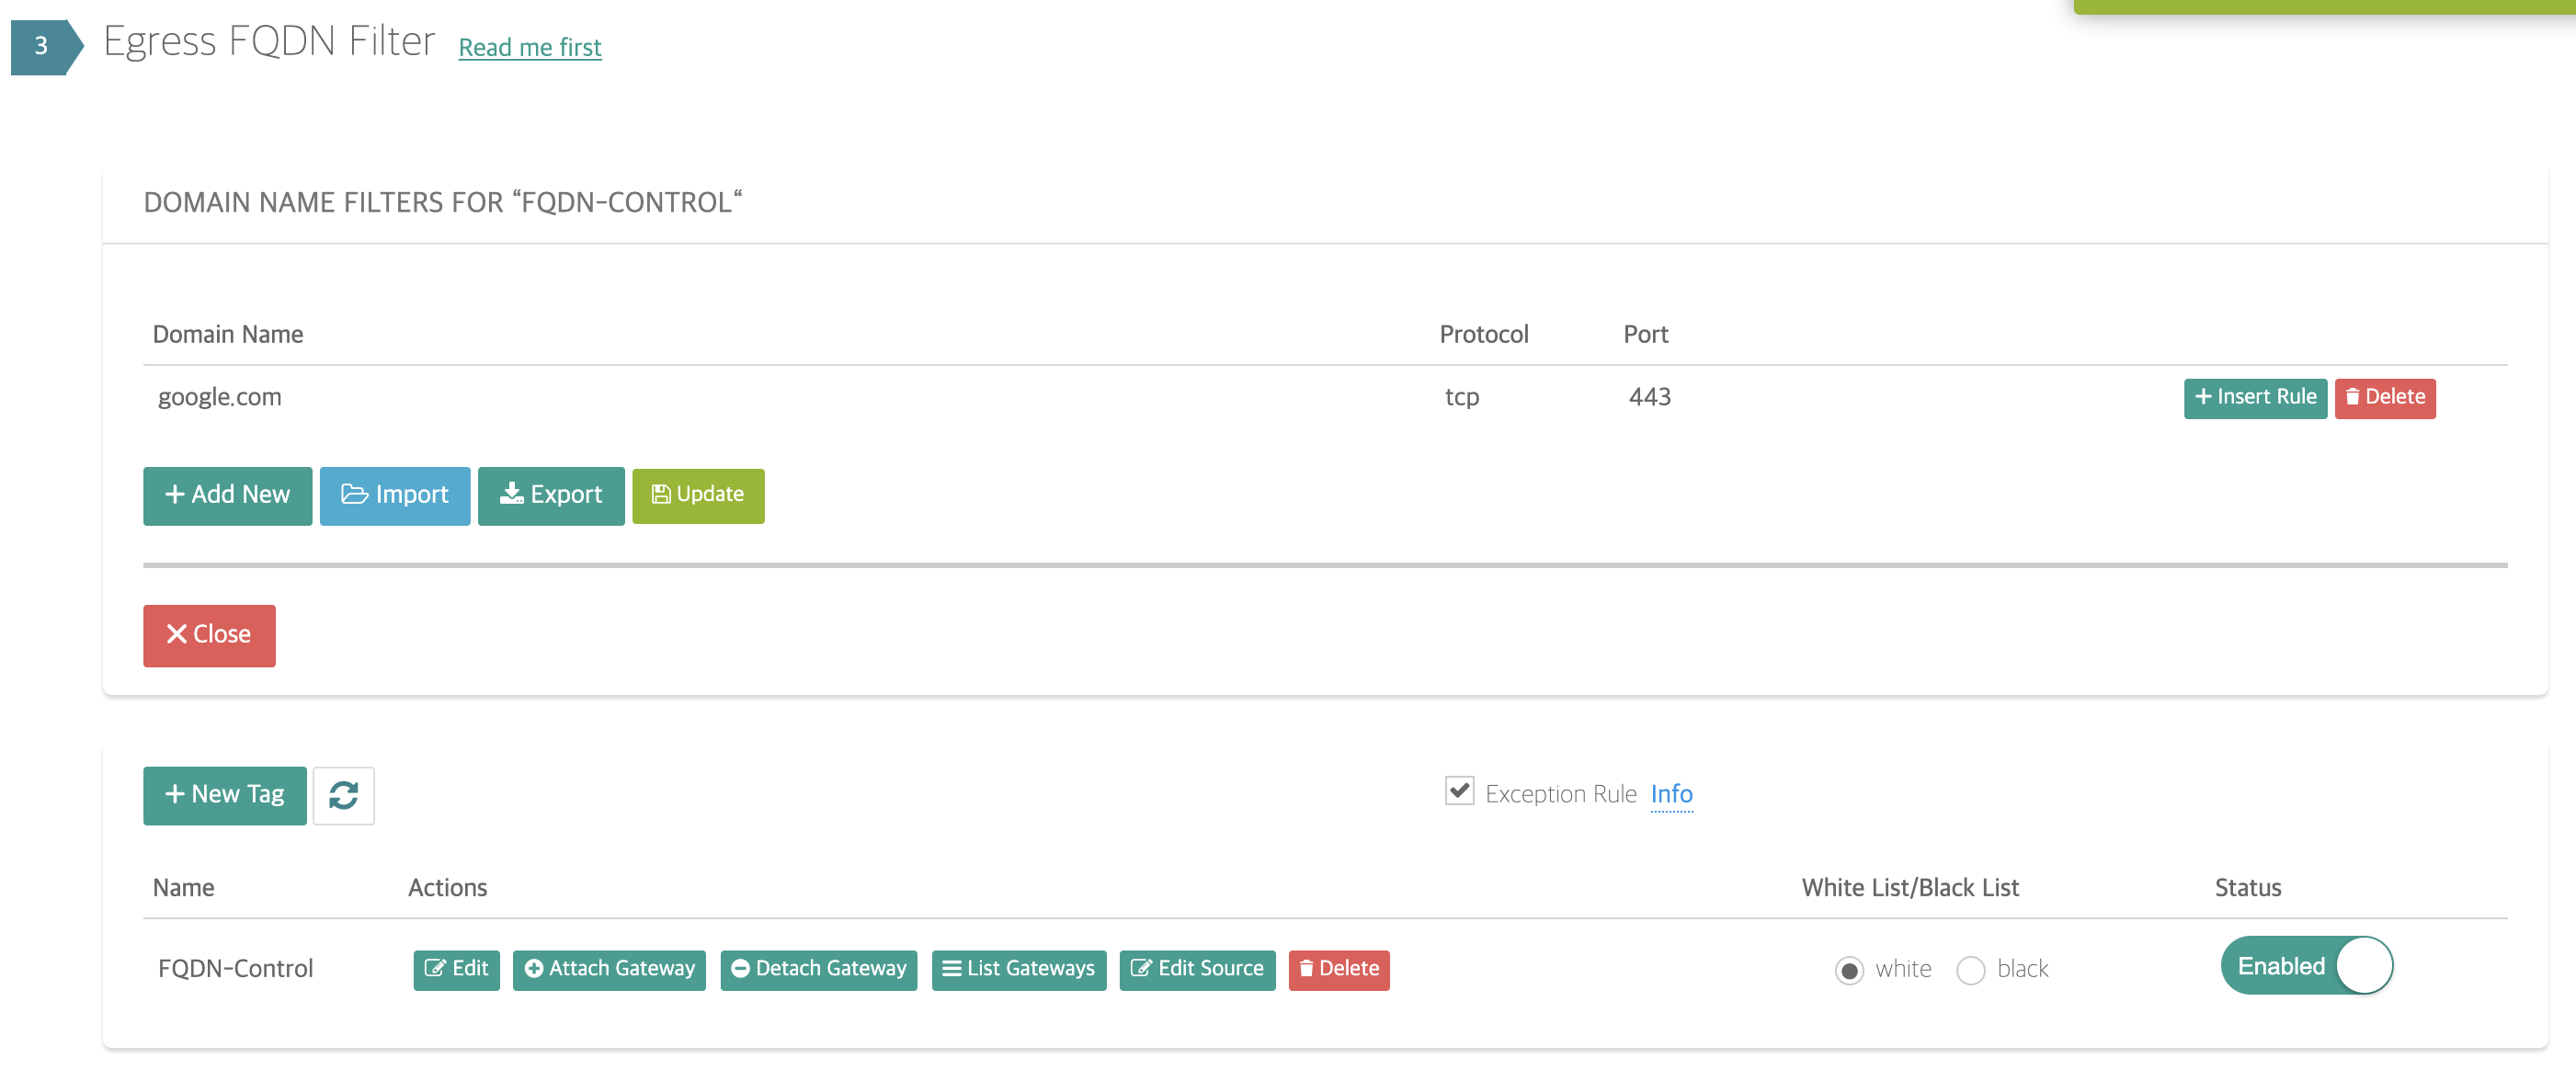 3 Egress FQDN Filter Read me first
DOMAIN NAME FILTERS FOR “FQDN-CONTROL“
Domain Name Protocol Port
google.com tcp 443 Insert Rule Delete
Add New Import Export Update
Close
New Tag Exception Rule Info
Name Actions White List/Black List Status
FQDN-Control Edit Attach Gateway Detach Gateway List Gateways Edit Source Delete white black Enabled